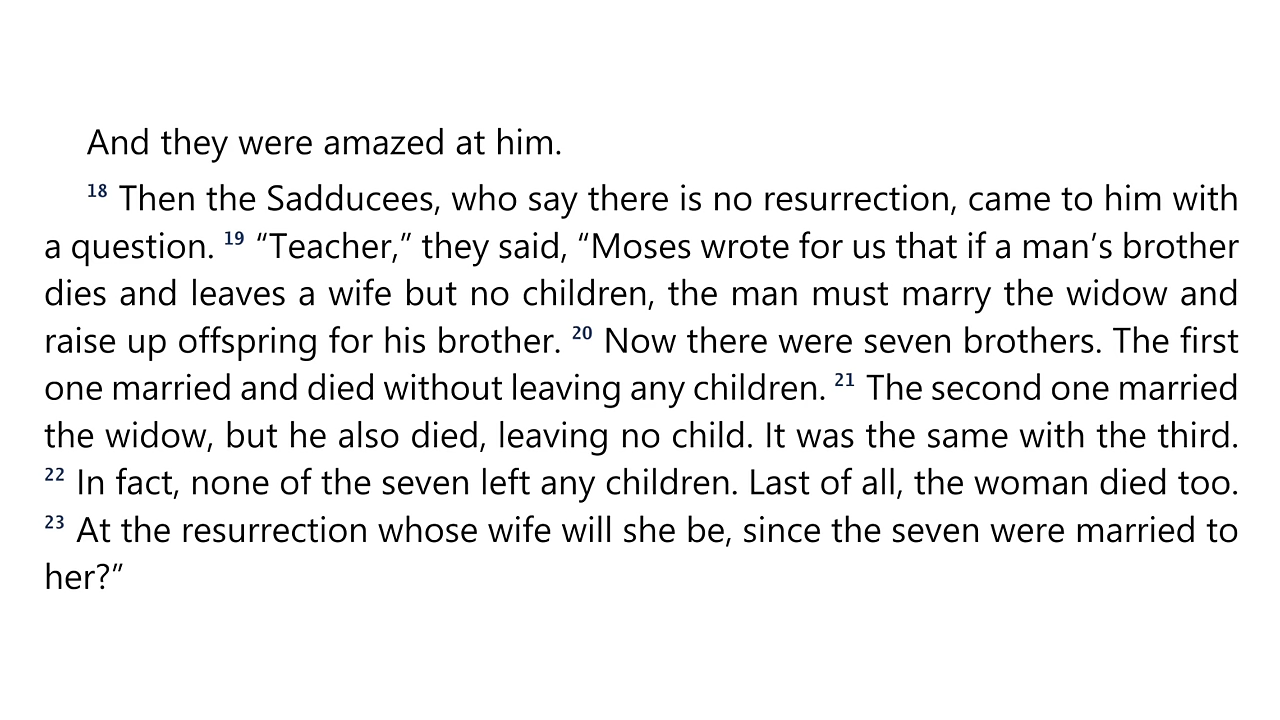 And they were amazed at him.
18 Then the Sadducees, who say there is no resurrection, came to him with
a question. 19 “Teacher,” they said, “Moses wrote for us that if a man’s brother
dies and leaves a wife but no children, the man must marry the widow and
raise up offspring for his brother. 20 Now there were seven brothers. The first
one married and died without leaving any children. 21 The second one married
the widow, but he also died, leaving no child. It was the same with the third.
22 In fact, none of the seven left any children. Last of all, the woman died too.
23 At the resurrection whose wife will she be, since the seven were married to
her?”